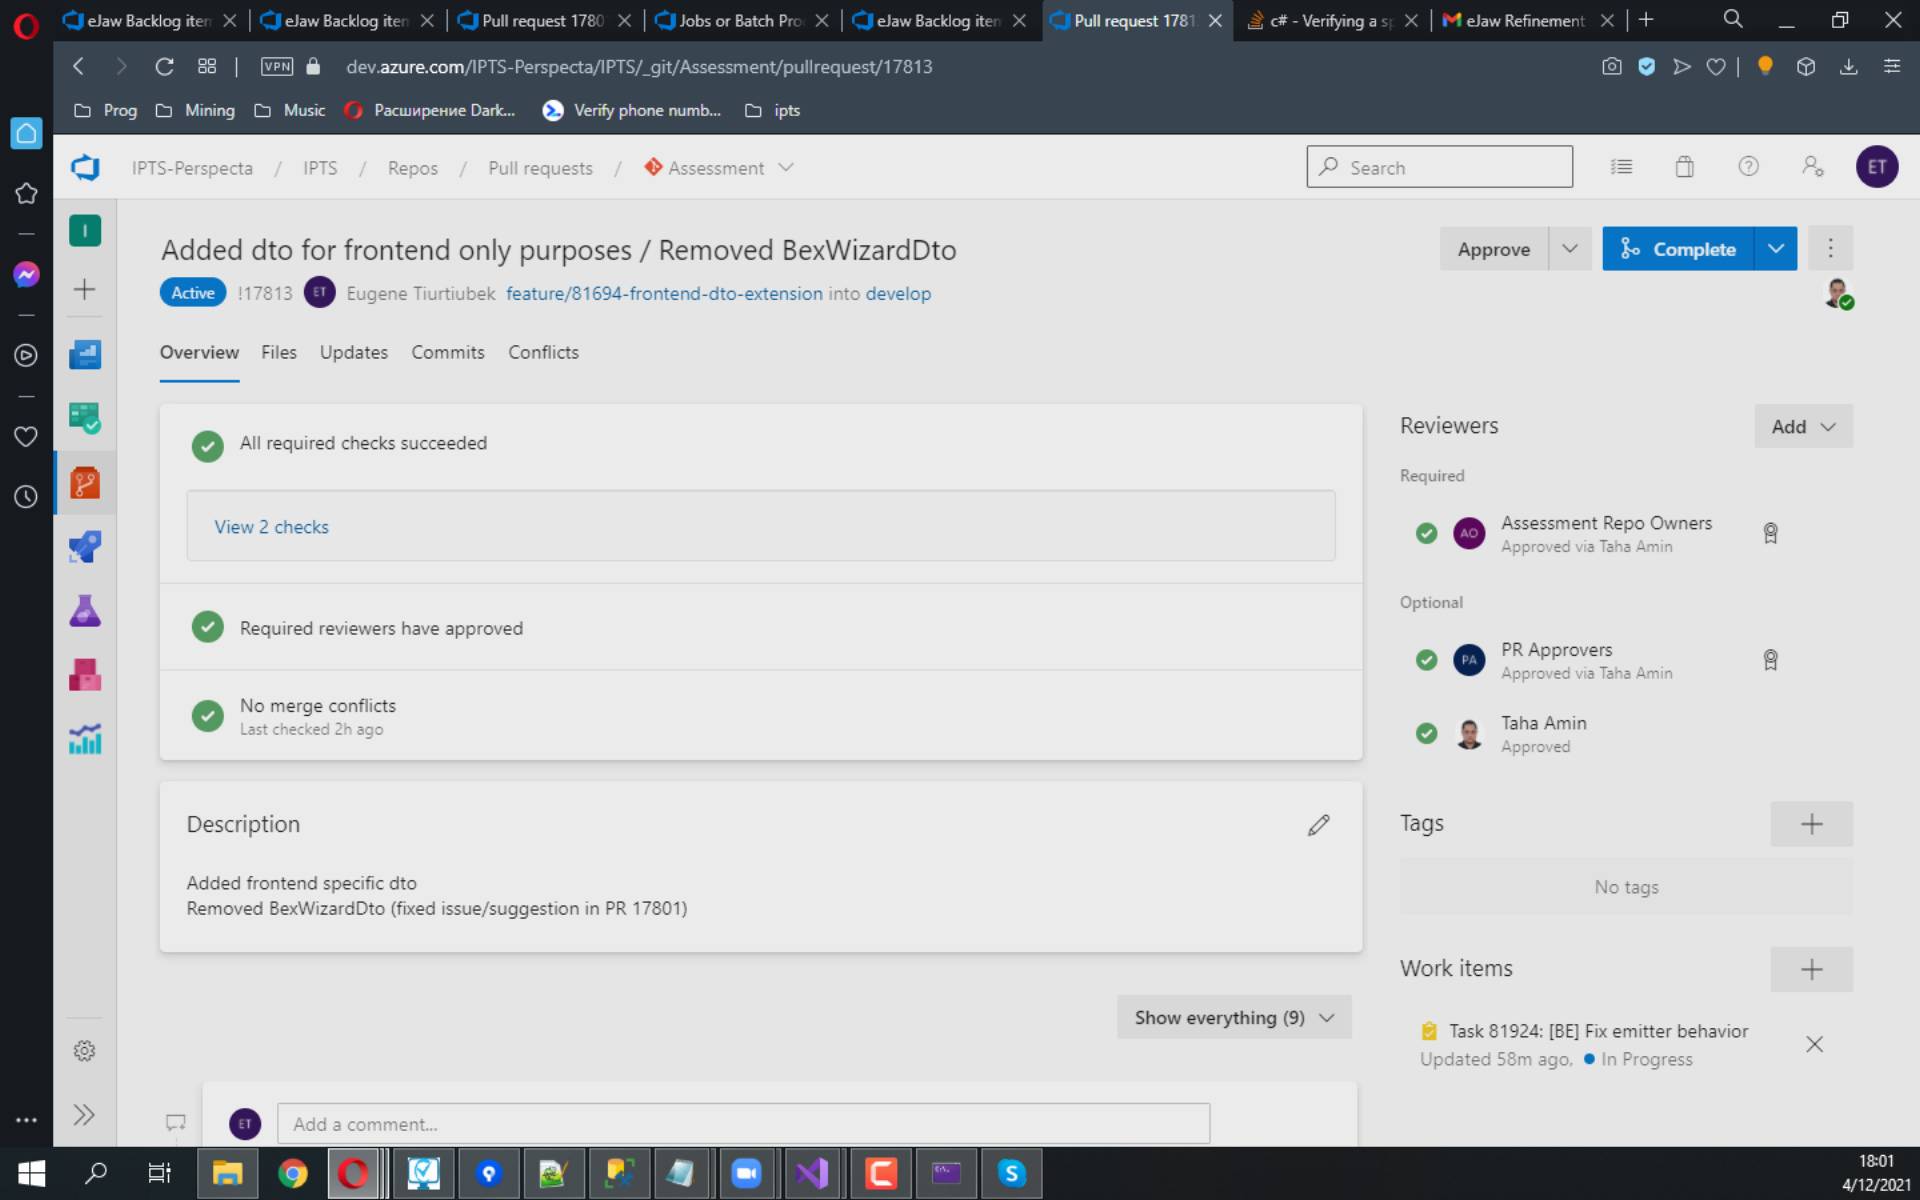 eJaw Backlog iten
eJaw Backlog iten
Pull request 1780
Jobs or Batch Pro
eJaw Backlog iten
Pull request 1781
c# - Verifying a sp
eJaw Refinement
VPN
dev.azure.com/IPTS-Perspecta/IPTS/_git/Assessment/pullrequest/17813
Prog
Mining
Music
Расширение Dark...
Verify phone numb...
ipts
IPTS-Perspecta / IPTS / Repos / Pull requests / Assessment
Search
ET
I
Added dto for frontend only purposes / Removed BexWizardDto
Approve
Complete
Active !17813 ET Eugene Tiurtiubek feature/81694-frontend-dto-extension into develop
Overview Files Updates Commits Conflicts
All required checks succeeded
View 2 checks
Required reviewers have approved
No merge conflicts
Last checked 2h ago
Description
Added frontend specific dto
Removed BexWizardDto (fixed issue/suggestion in PR 17801)
Show everything (9)
ET
Add a comment...
Reviewers
Add
Required
AO
Assessment Repo Owners
Approved via Taha Amin
Optional
PA
PR Approvers
Approved via Taha Amin
Taha Amin
Approved
Tags
No tags
Work items
Task 81924: [BE] Fix emitter behavior
Updated 58m ago, In Progress
18:01
4/12/2021